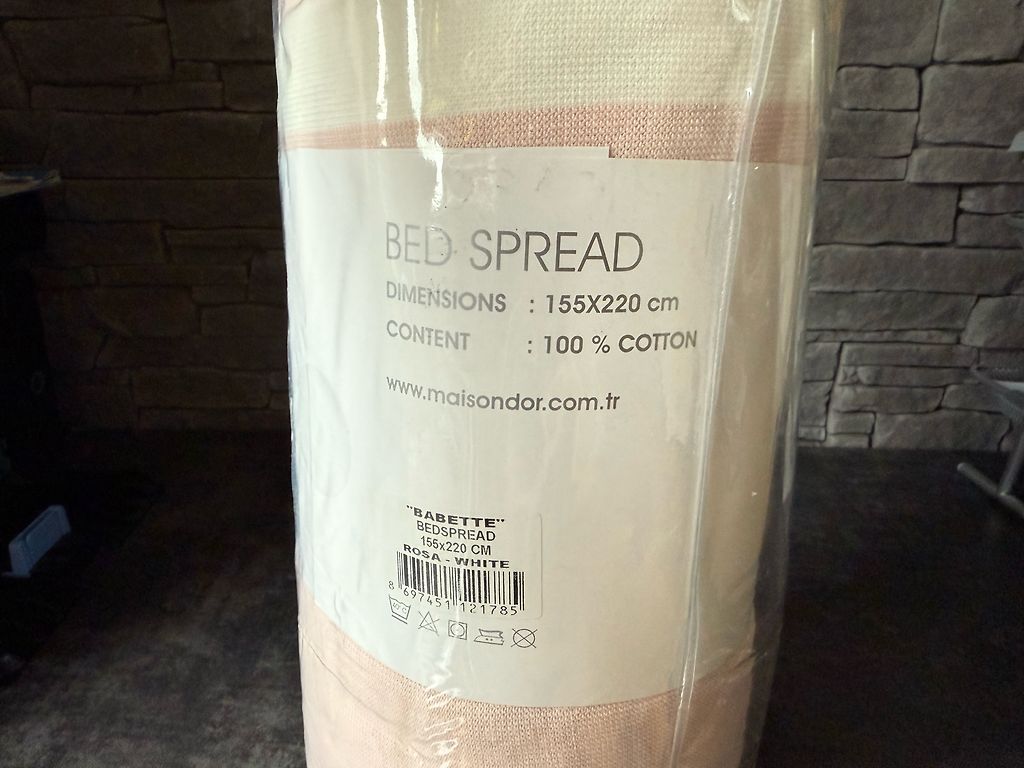 BED SPREAD
DIMENSIONS : 155X220 cm
CONTENT : 100 % COTTON
www.maisondor.com.tr
"BABETTE"
BEDSPREAD
155x220 CM
ROSA - WHITE
8 697451 121785